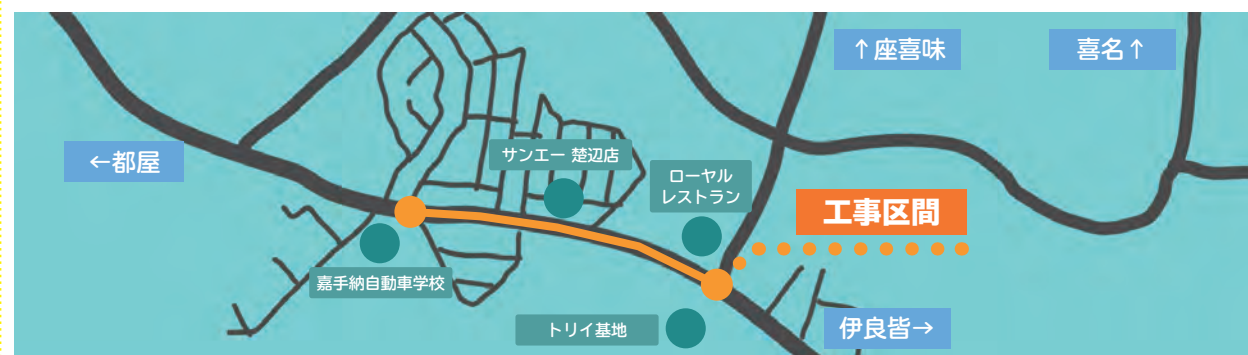 ↑座喜味
喜名↑
←都屋
サンエー 楚辺店
ローヤル
レストラン
工事区間
嘉手納自動車学校
トリイ基地
伊良皆→